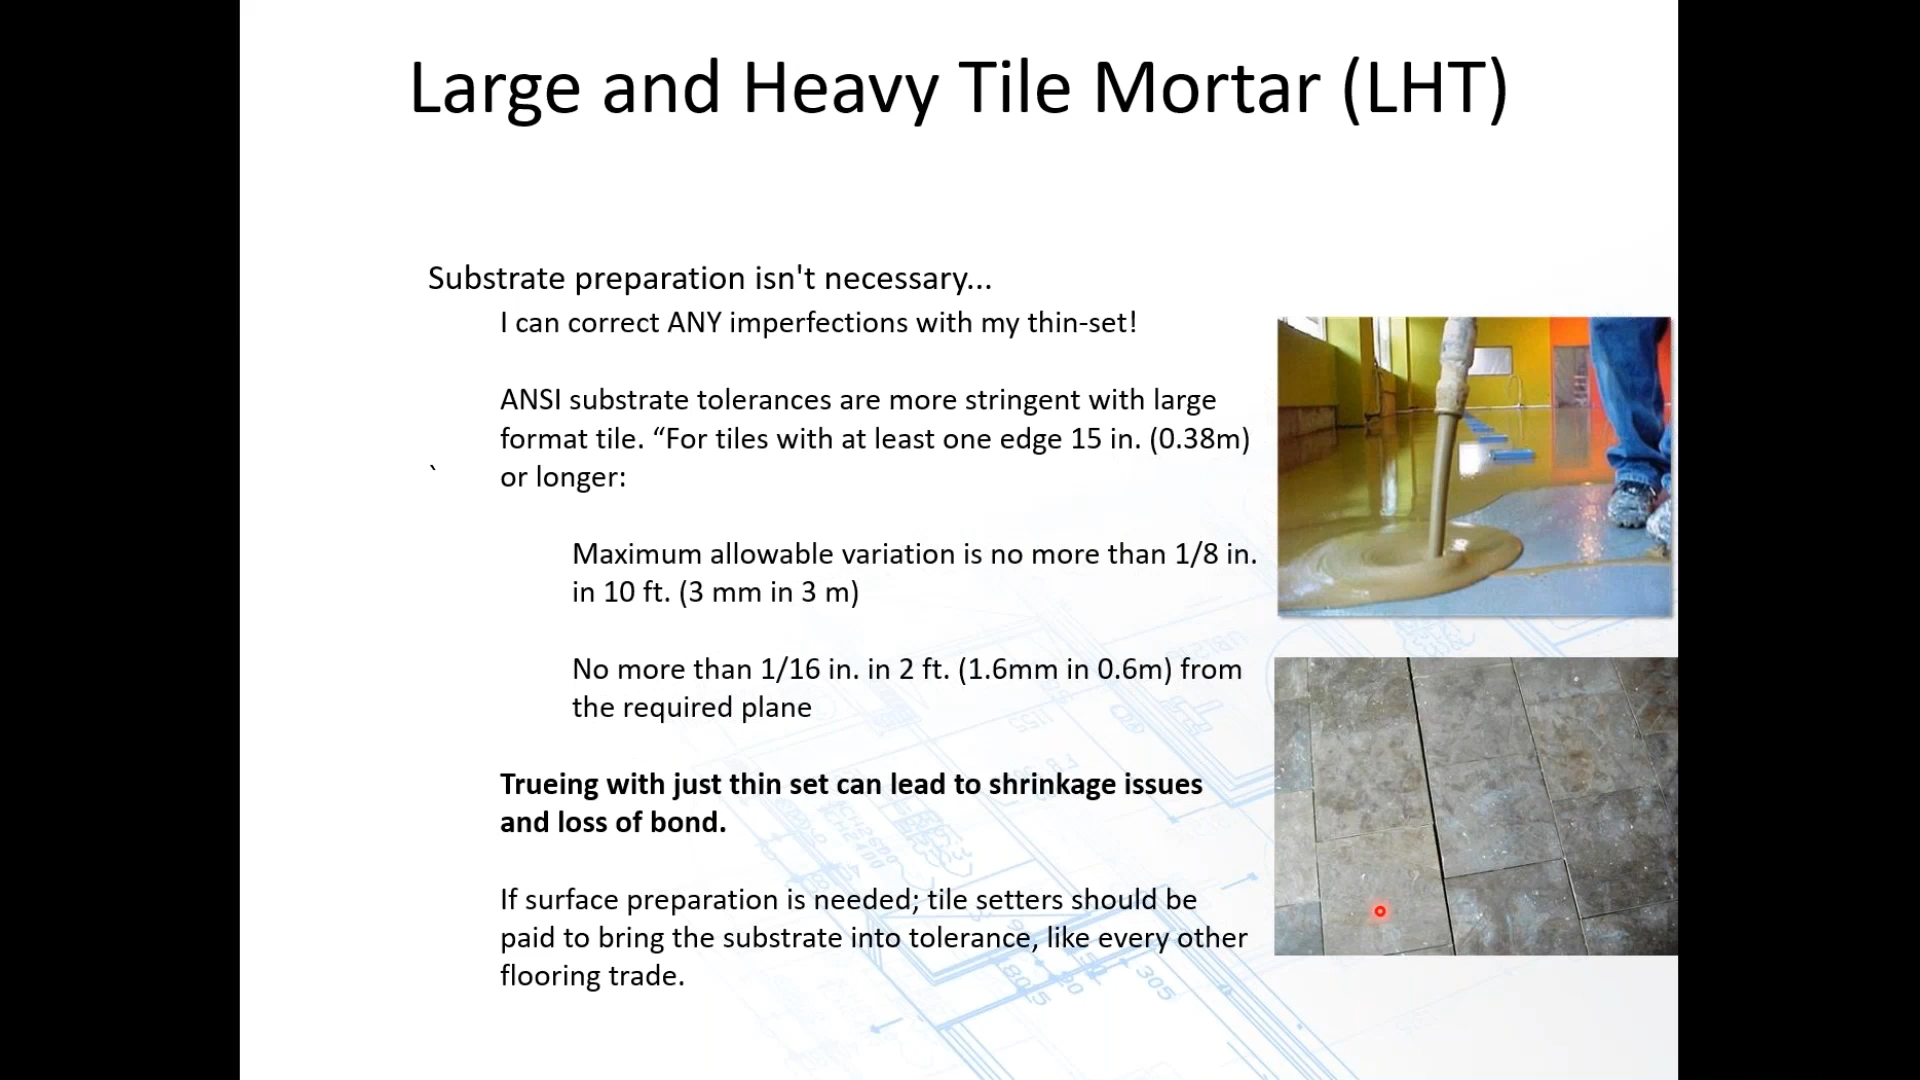 Large and Heavy Tile Mortar (LHT)
Substrate preparation isn't necessary...
I can correct ANY imperfections with my thin-set!
ANSI substrate tolerances are more stringent with large
format tile. “For tiles with at least one edge 15 in. (0.38m)
` or longer:
Maximum allowable variation is no more than 1/8 in.
in 10 ft. (3 mm in 3 m)
No more than 1/16 in. in 2 ft. (1.6mm in 0.6m) from
the required plane
Trueing with just thin set can lead to shrinkage issues
and loss of bond.
If surface preparation is needed; tile setters should be
paid to bring the substrate into tolerance, like every other
flooring trade.
305